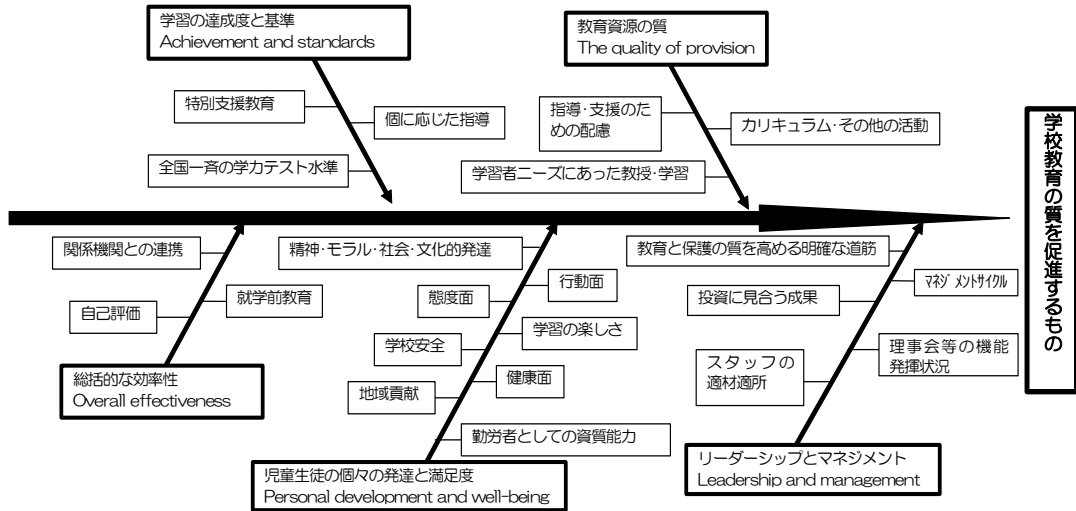 学習の達成度と基準
Achievement and standards
教育資源の質
The quality of provision
特別支援教育
個に応じた指導
全国一斉の学力テスト水準
指導・支援のた
めの配慮
カリキュラム・その他の活動
学習者ニーズにあった教授・学習
学校教育の質を促進するもの
関係機関との連携
自己評価
就学前教育
総括的な効率性
Overall effectiveness
精神・モラル・社会・文化的発達
行動面
態度面
学習の楽しさ
学校安全
健康面
地域貢献
勤労者としての資質能力
児童生徒の個々の発達と満足度
Personal development and well-being
教育と保護の質を高める明確な道筋
マネジメントサイクル
投資に見合う成果
理事会等の機能
発揮状況
スタッフの
適材適所
リーダーシップとマネジメント
Leadership and management